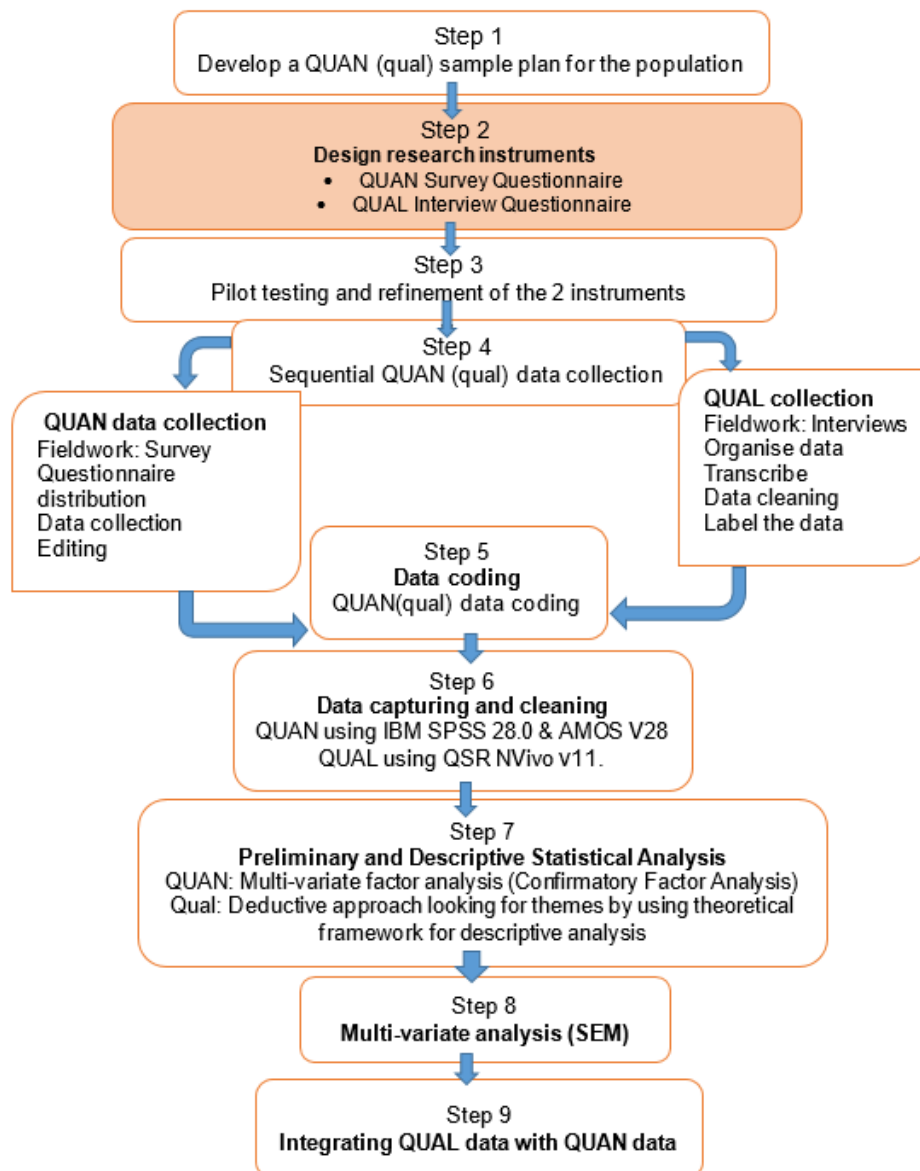 Step 1
Develop a QUAN (qual) sample plan for the population
Step 2
Design research instruments
• QUAN Survey Questionnaire
• QUAL Interview Questionnaire
Step 3
Pilot testing and refinement of the 2 instruments
Step 4
Sequential QUAN (qual) data collection
QUAN data collection
Fieldwork: Survey
Questionnaire
distribution
Data collection
Editing
QUAL collection
Fieldwork: Interviews
Organise data
Transcribe
Data cleaning
Label the data
Step 5
Data coding
QUAN(qual) data coding
Step 6
Data capturing and cleaning
QUAN using IBM SPSS 28.0 & AMOS V28
QUAL using QSR NVivo v11.
Step 7
Preliminary and Descriptive Statistical Analysis
QUAN: Multi-variate factor analysis (Confirmatory Factor Analysis)
Qual: Deductive approach looking for themes by using theoretical
framework for descriptive analysis
Step 8
Multi-variate analysis (SEM)
Step 9
Integrating QUAL data with QUAN data